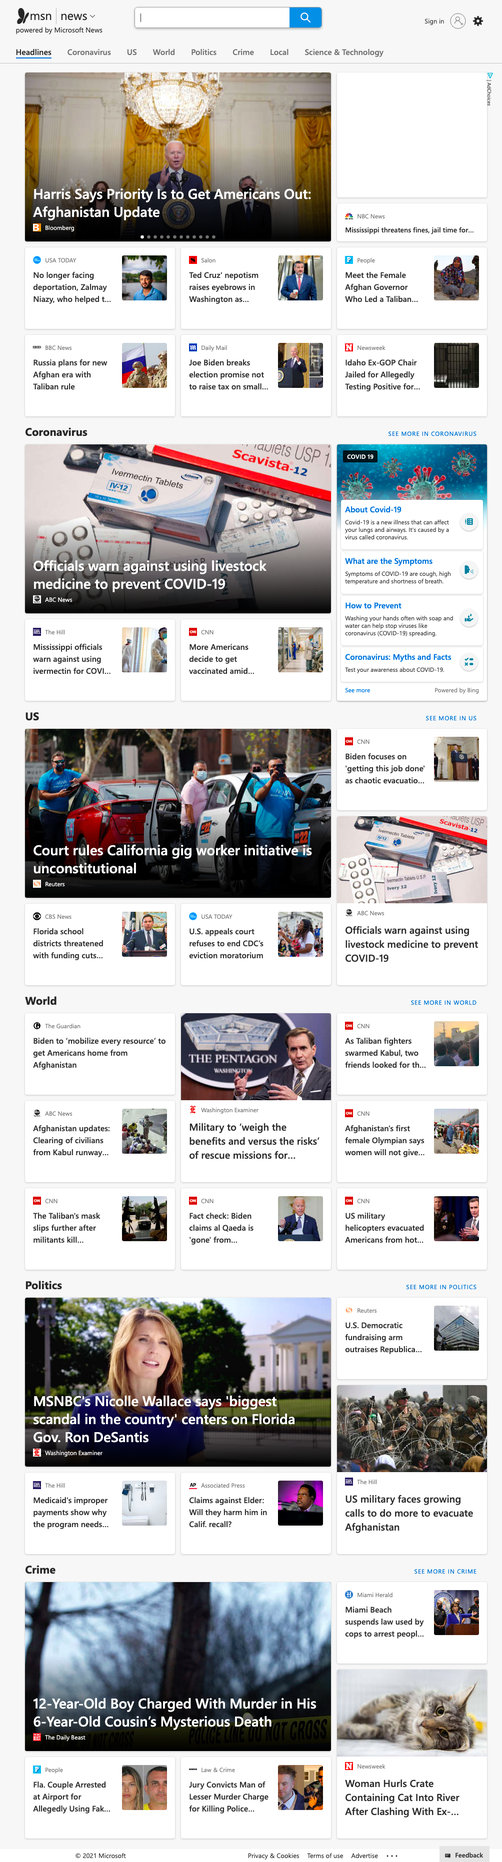 msn | news
powered by Microsoft News
Sign in
Headlines Coronavirus US World Politics Crime Local Science & Technology
AdChoices
Harris Says Priority Is to Get Americans Out:
Afghanistan Update
Bloomberg
NBC News
Mississippi threatens fines, jail time for...
USA TODAY
No longer facing
deportation, Zalmay
Niazy, who helped t...
Salon
Ted Cruz' nepotism
raises eyebrows in
Washington as...
People
Meet the Female
Afghan Governor
Who Led a Taliban...
BBC News
Russia plans for new
Afghan era with
Taliban rule
Daily Mail
Joe Biden breaks
election promise not
to raise tax on small...
Newsweek
Idaho Ex-GOP Chair
Jailed for Allegedly
Testing Positive for...
Coronavirus
SEE MORE IN CORONAVIRUS
Ivermectin Tablets
IV-12
Tablets USP
Scavista-12
Officials warn against using livestock
medicine to prevent COVID-19
ABC News
COVID 19
About Covid-19
Covid-19 is a new illness that can affect
your lungs and airways. It's caused by a
virus called coronavirus.
What are the Symptoms
Symptoms of COVID-19 are cough, high
temperature and shortness of breath.
How to Prevent
Washing your hands often with soap and
water can help stop viruses like
coronavirus (COVID-19) spreading.
Coronavirus: Myths and Facts
Test your awareness about COVID-19.
See more
Powered by Bing
The Hill
Mississippi officials
warn against using
ivermectin for COVI...
CNN
More Americans
decide to get
vaccinated amid...
US
SEE MORE IN US
Court rules California gig worker initiative is
unconstitutional
Reuters
CNN
Biden focuses on
'getting this job done'
as chaotic evacuatio...
Scavista-12
ABC News
Officials warn against using
livestock medicine to prevent
COVID-19
CBS News
Florida school
districts threatened
with funding cuts...
USA TODAY
U.S. appeals court
refuses to end CDC's
eviction moratorium
World
SEE MORE IN WORLD
The Guardian
Biden to 'mobilize every resource' to
get Americans home from
Afghanistan
THE PENTAGON
WASHINGTON
Washington Examiner
Military to 'weigh the
benefits and versus the risks'
of rescue missions for...
CNN
As Taliban fighters
swarmed Kabul, two
friends looked for th...
ABC News
Afghanistan updates:
Clearing of civilians
from Kabul runway...
CNN
Afghanistan's first
female Olympian says
women will not give...
CNN
The Taliban's mask
slips further after
militants kill...
CNN
Fact check: Biden
claims al Qaeda is
'gone' from...
CNN
US military
helicopters evacuated
Americans from hot...
Politics
SEE MORE IN POLITICS
MSNBC's Nicolle Wallace says 'biggest
scandal in the country' centers on Florida
Gov. Ron DeSantis
Washington Examiner
Reuters
U.S. Democratic
fundraising arm
outraises Republica...
The Hill
US military faces growing
calls to do more to evacuate
Afghanistan
The Hill
Medicaid's improper
payments show why
the program needs...
AP Associated Press
Claims against Elder:
Will they harm him in
Calif. recall?
Crime
SEE MORE IN CRIME
12-Year-Old Boy Charged With Murder in His
6-Year-Old Cousin's Mysterious Death
POLICE LINE DO NOT CROSS
The Daily Beast
Miami Herald
Miami Beach
suspends law used by
cops to arrest peopl...
Newsweek
Woman Hurls Crate
Containing Cat Into River
After Clashing With Ex-...
People
Fla. Couple Arrested
at Airport for
Allegedly Using Fak...
Law & Crime
Jury Convicts Man of
Lesser Murder Charge
for Killing Police...
© 2021 Microsoft
Privacy & Cookies Terms of use Advertise
Feedback